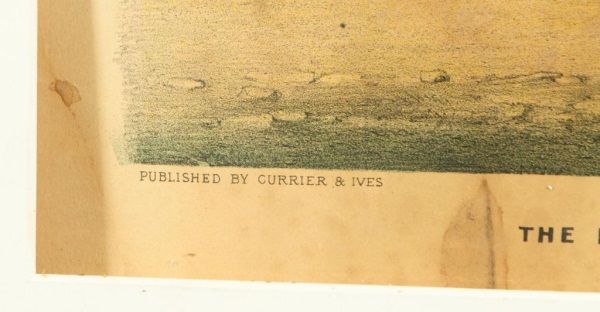 PUBLISHED BY CURRIER & IVES
THE